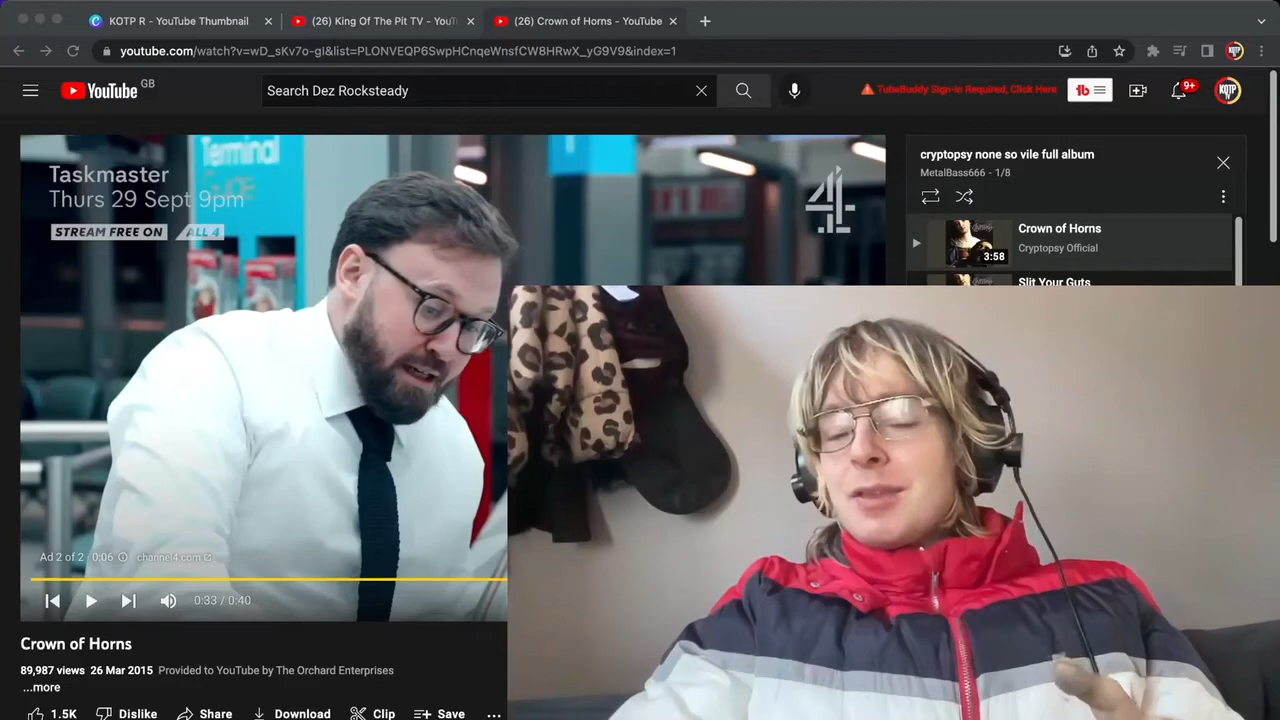 KOTP R - YouTube Thumbnail
(26) King Of The Pit TV - YouT
(26) Crown of Horns - YouTube
youtube.com/watch?v=wD_sKv7o-gI&list=PLONVEQP6SwpHCnqeWnsfCW8HRwX_yG9V9&index=1
YouTube GB
Search Dez Rocksteady
TubeBuddy Sign-in Required, Click Here
tb
9+
KOTP
TV
Terminal
Taskmaster
Thurs 29 Sept 9pm
STREAM FREE ON ALL 4
4
cryptopsy none so vile full album
MetalBass666 - 1/8
Crown of Horns
Cryptopsy Official
3:58
Slit Your Guts
Ad 2 of 2 · 0:06 channel4.com
0:33 / 0:40
Crown of Horns
89,987 views 26 Mar 2015 Provided to YouTube by The Orchard Enterprises
...more
1.5K Dislike Share Download Clip Save